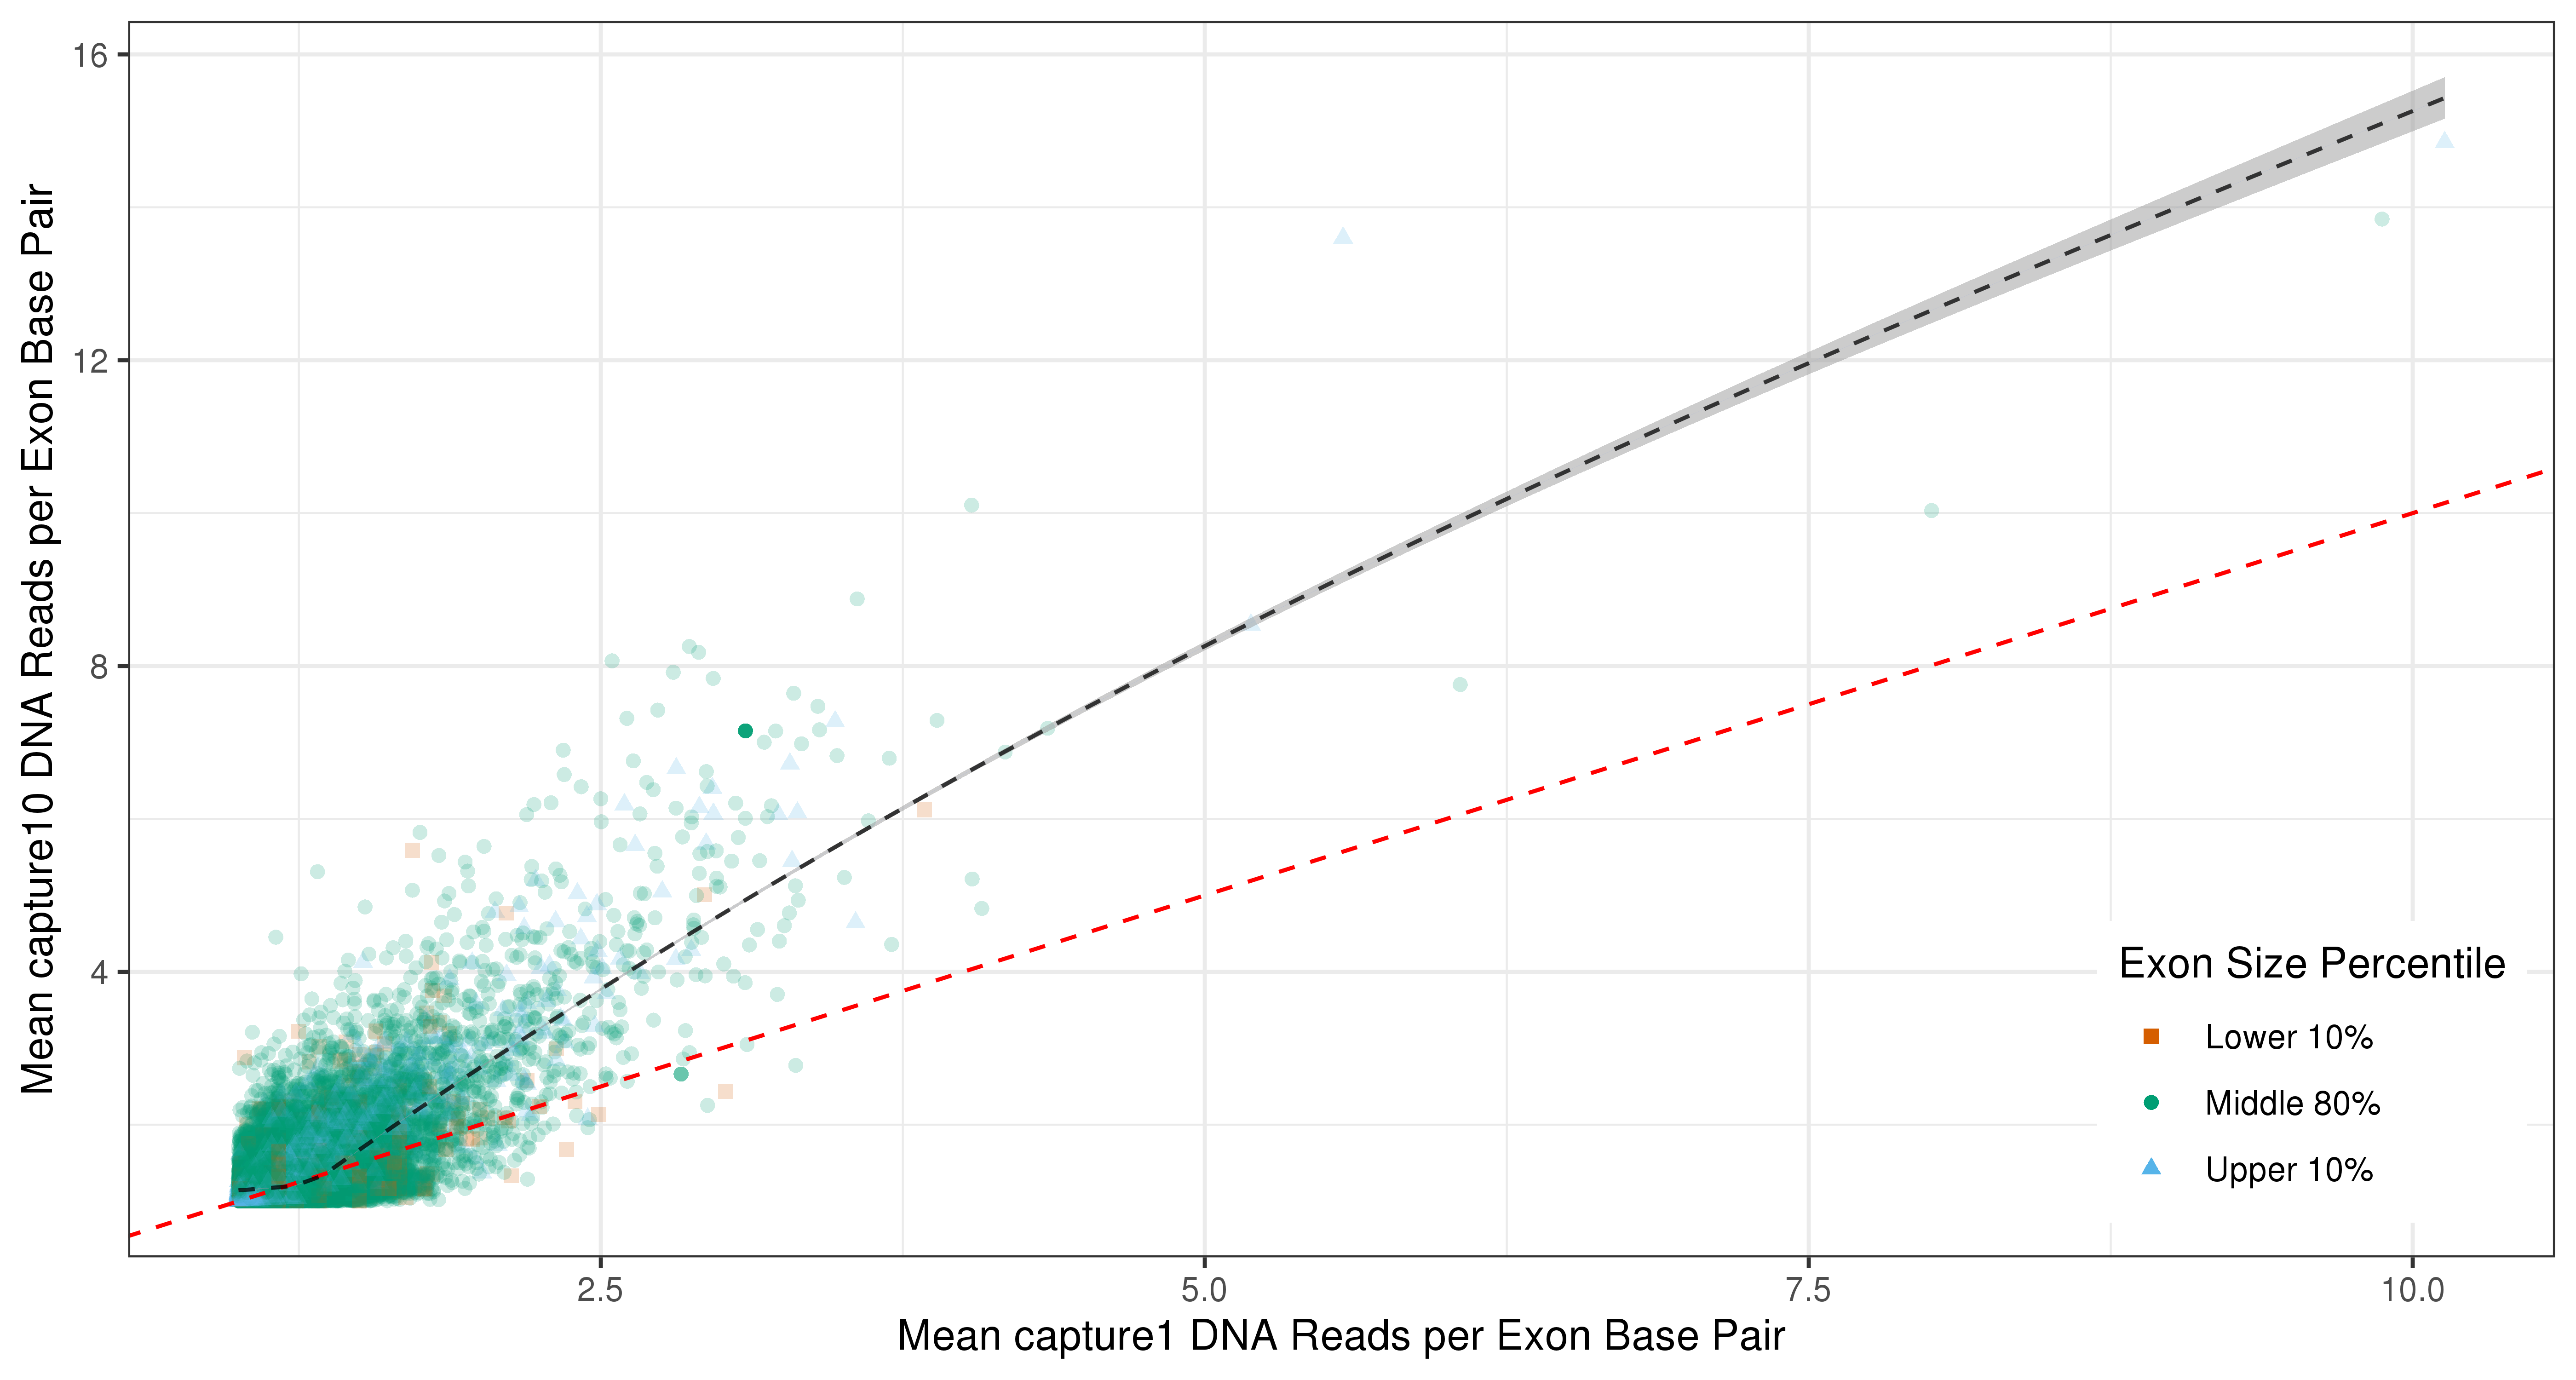 Mean capture10 DNA Reads per Exon Base Pair
16
12
8
4
2.5
5.0
7.5
10.0
Mean capture1 DNA Reads per Exon Base Pair
Exon Size Percentile
Lower 10%
Middle 80%
Upper 10%